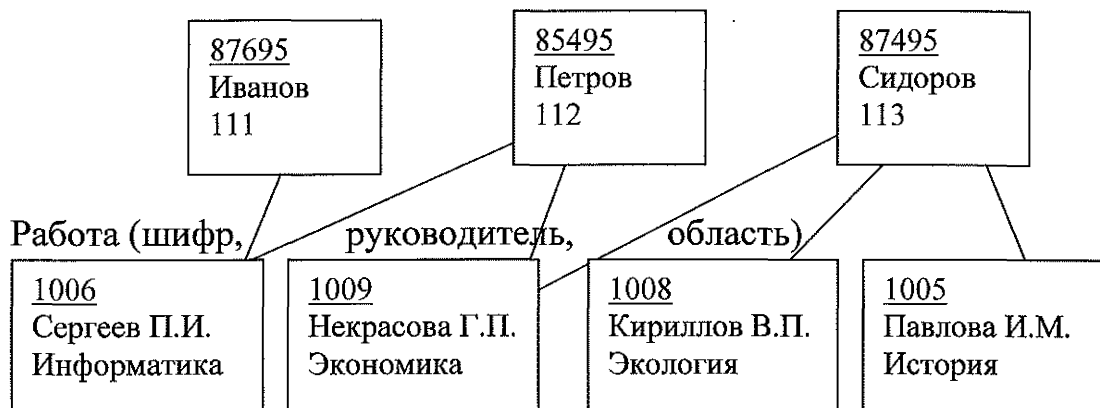 87695
Иванов
111
85495
Петров
112
87495
Сидоров
113
Работа (шифр, руководитель, область)
1006
Сергеев П.И.
Информатика
1009
Некрасова Г.П.
Экономика
1008
Кириллов В.П.
Экология
1005
Павлова И.М.
История